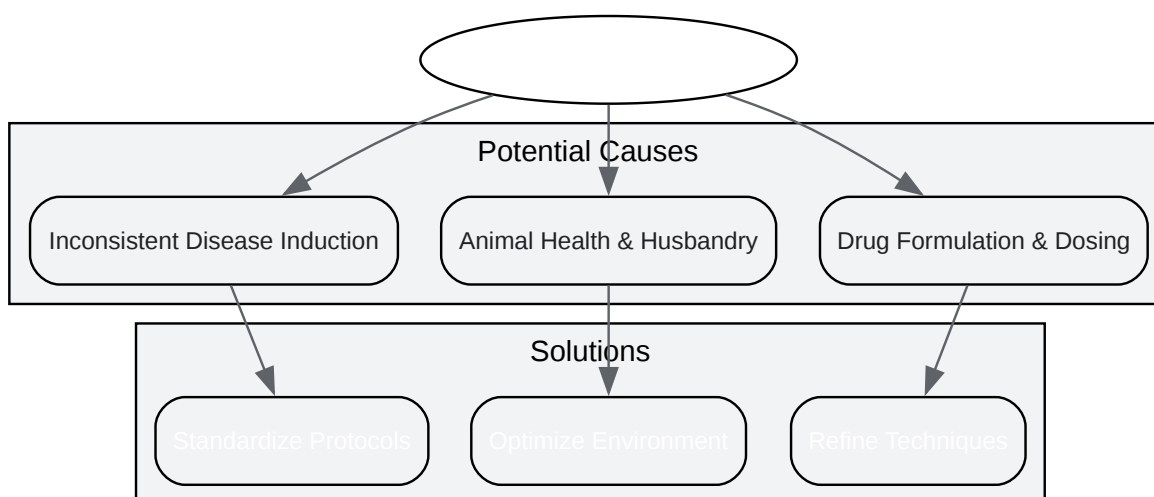 Potential Causes
Inconsistent Disease Induction
Animal Health & Husbandry
Drug Formulation & Dosing
Solutions
Standardize Protocols
Optimize Environment
Refine Techniques